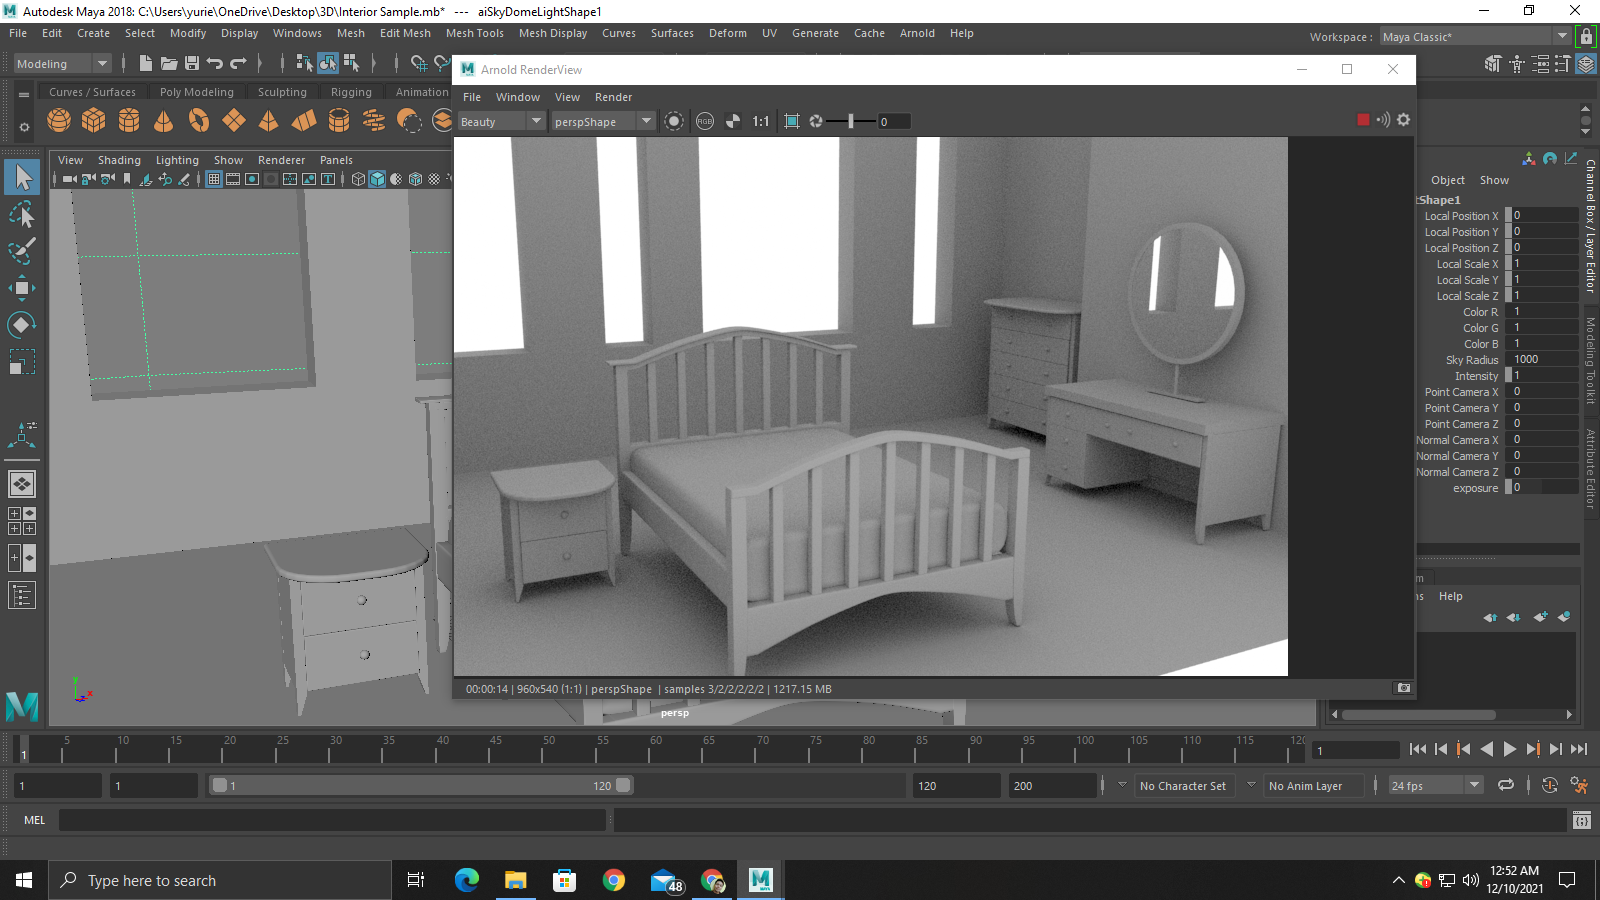 Autodesk Maya 2018: C:\Users\yurie\OneDrive\Desktop\3D\Interior Sample.mb* --- aiSkyDomeLightShape1
File Edit Create Select Modify Display Windows Mesh Edit Mesh Mesh Tools Mesh Display Curves Surfaces Deform UV Generate Cache Arnold Help
Workspace : Maya Classic*
Modeling
Curves / Surfaces Poly Modeling Sculpting Rigging Animation
View Shading Lighting Show Renderer Panels
Arnold RenderView
File Window View Render
Beauty perspShape RGB 1:1 0
00:00:14 | 960x540 (1:1) | perspShape | samples 3/2/2/2/2/2 | 1217.15 MB
persp
y
x
z
Object Show
tShape1
Local Position X 0
Local Position Y 0
Local Position Z 0
Local Scale X 1
Local Scale Y 1
Local Scale Z 1
Color R 1
Color G 1
Color B 1
Sky Radius 1000
Intensity 1
Point Camera X 0
Point Camera Y 0
Point Camera Z 0
Normal Camera X 0
Normal Camera Y 0
Normal Camera Z 0
exposure 0
Channel Box / Layer Editor
Modeling Toolkit
Attribute Editor
m
ns Help
1 5 10 15 20 25 30 35 40 45 50 55 60 65 70 75 80 85 90 95 100 105 110 115 120
1
1 1 1 120 120 200 No Character Set No Anim Layer 24 fps
MEL
Type here to search
48
12:52 AM
12/10/2021